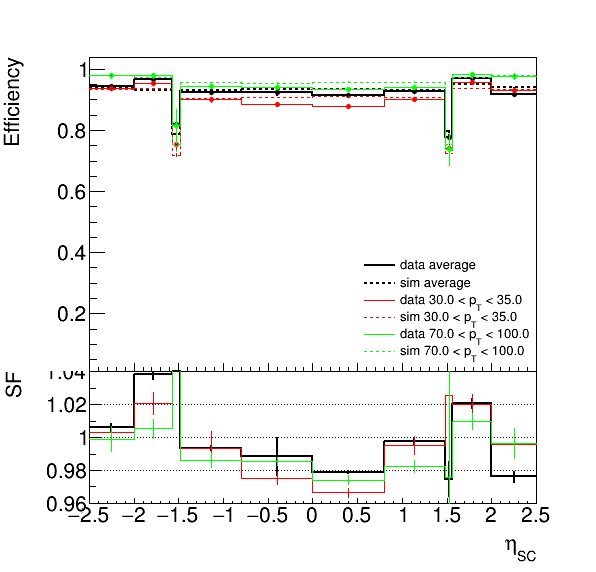 Efficiency
1
0.8
0.6
0.4
0.2
data average
sim average
data 30.0 < p_T < 35.0
sim 30.0 < p_T < 35.0
data 70.0 < p_T < 100.0
sim 70.0 < p_T < 100.0
SF
1.04
1.02
1
0.98
0.96
−2.5 −2 −1.5 −1 −0.5 0 0.5 1 1.5 2 2.5
η_SC